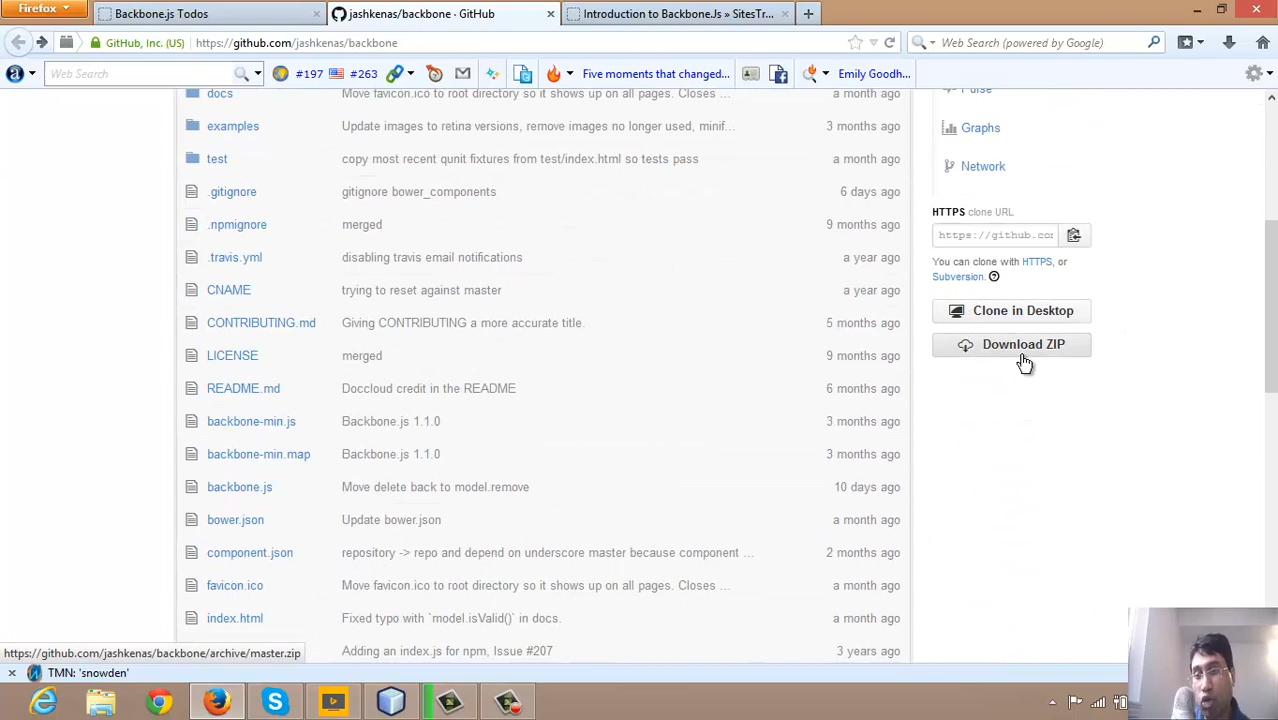 Firefox
Backbone.js Todos
jashkenas/backbone · GitHub
Introduction to Backbone.Js » SitesTr...
GitHub, Inc. (US)
https://github.com/jashkenas/backbone
Web Search (powered by Google)
Web Search
#197
#263
Five moments that changed...
Emily Goodh...
docs
Move favicon.ico to root directory so it shows up on all pages. Closes ...
a month ago
Pulse
examples
Update images to retina versions, remove images no longer used, minif...
3 months ago
Graphs
test
copy most recent qunit fixtures from test/index.html so tests pass
a month ago
Network
.gitignore
gitignore bower_components
6 days ago
HTTPS clone URL
.npmignore
merged
9 months ago
https://github.co
.travis.yml
disabling travis email notifications
a year ago
You can clone with HTTPS, or
Subversion.
CNAME
trying to reset against master
a year ago
Clone in Desktop
CONTRIBUTING.md
Giving CONTRIBUTING a more accurate title.
5 months ago
Download ZIP
LICENSE
merged
9 months ago
README.md
Doccloud credit in the README
6 months ago
backbone-min.js
Backbone.js 1.1.0
3 months ago
backbone-min.map
Backbone.js 1.1.0
3 months ago
backbone.js
Move delete back to model.remove
10 days ago
bower.json
Update bower.json
a month ago
component.json
repository -> repo and depend on underscore master because component ...
2 months ago
favicon.ico
Move favicon.ico to root directory so it shows up on all pages. Closes ...
a month ago
index.html
Fixed typo with `model.isValid()` in docs.
a month ago
https://github.com/jashkenas/backbone/archive/master.zip
Adding an index.js for npm, Issue #207
3 years ago
TMN: 'snowden'